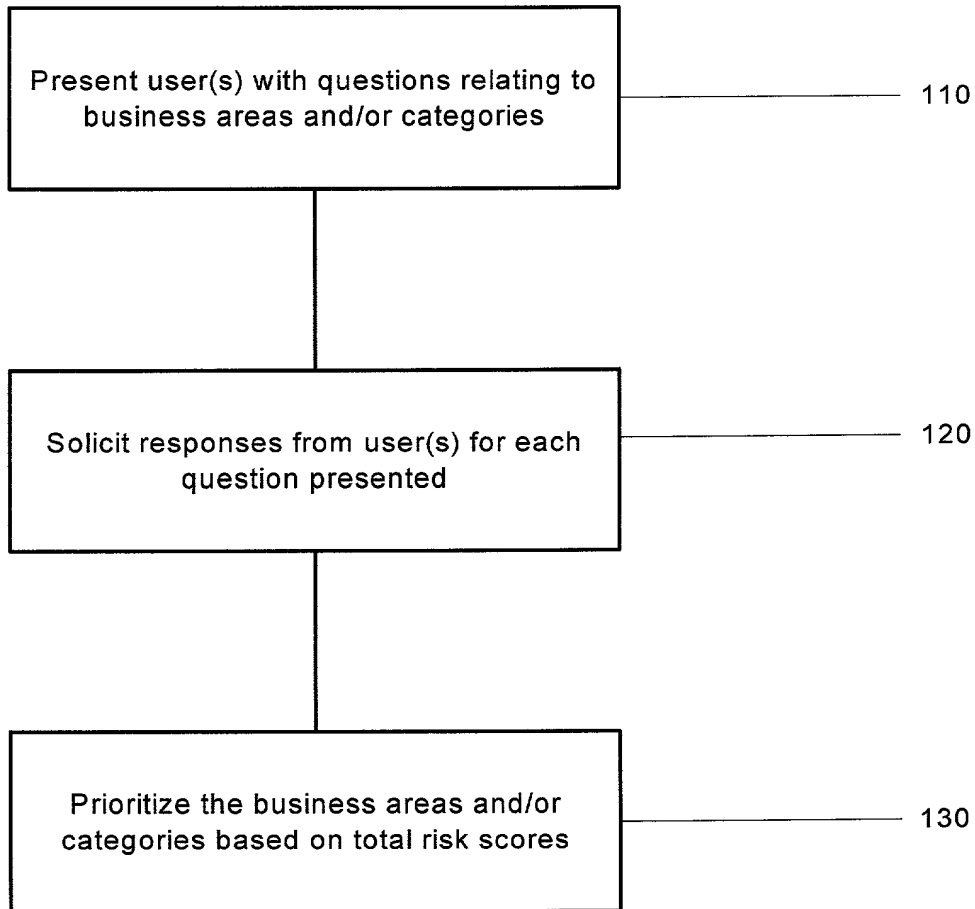 Present user(s) with questions relating to
business areas and/or categories
110
Solicit responses from user(s) for each
question presented
120
Prioritize the business areas and/or
categories based on total risk scores
130